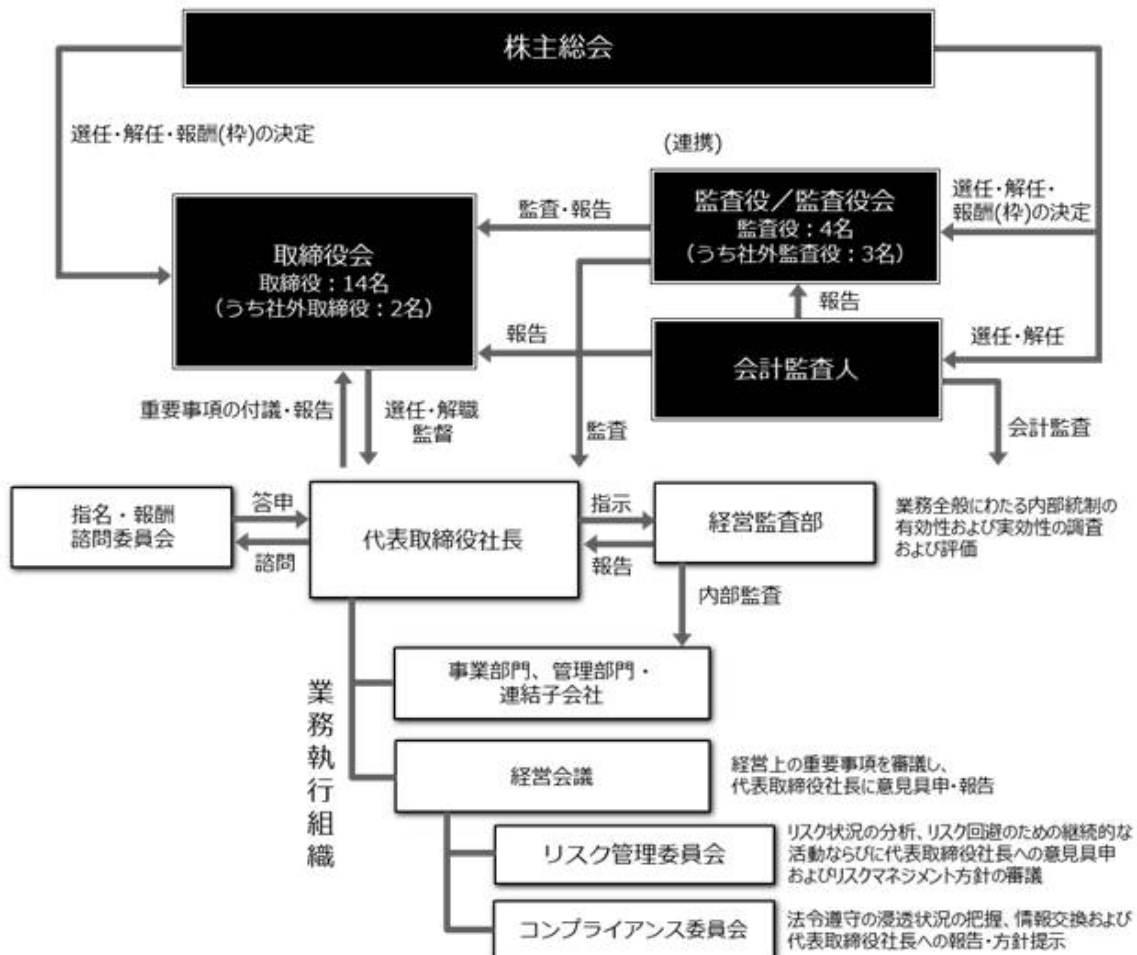 株主総会
選任・解任・報酬(枠)の決定
(連携)
監査役／監査役会
監査役：4名
(うち社外監査役：3名)
選任・解任・
報酬(枠)の決定
監査・報告
取締役会
取締役：14名
(うち社外取締役：2名)
報告
報告
会計監査人
選任・解任
重要事項の付議・報告
選任・解職
監督
監査
会計監査
指名・報酬
諮問委員会
答申
諮問
代表取締役社長
指示
報告
経営監査部
業務全般にわたる内部統制の
有効性および実効性の調査
および評価
内部監査
業務執行組織
事業部門、管理部門・
連結子会社
経営会議
経営上の重要事項を審議し、
代表取締役社長に意見具申・報告
リスク管理委員会
リスク状況の分析、リスク回避のための継続的な
活動ならびに代表取締役社長への意見具申
およびリスクマネジメント方針の審議
コンプライアンス委員会
法令遵守の浸透状況の把握、情報交換および
代表取締役社長への報告・方針提示